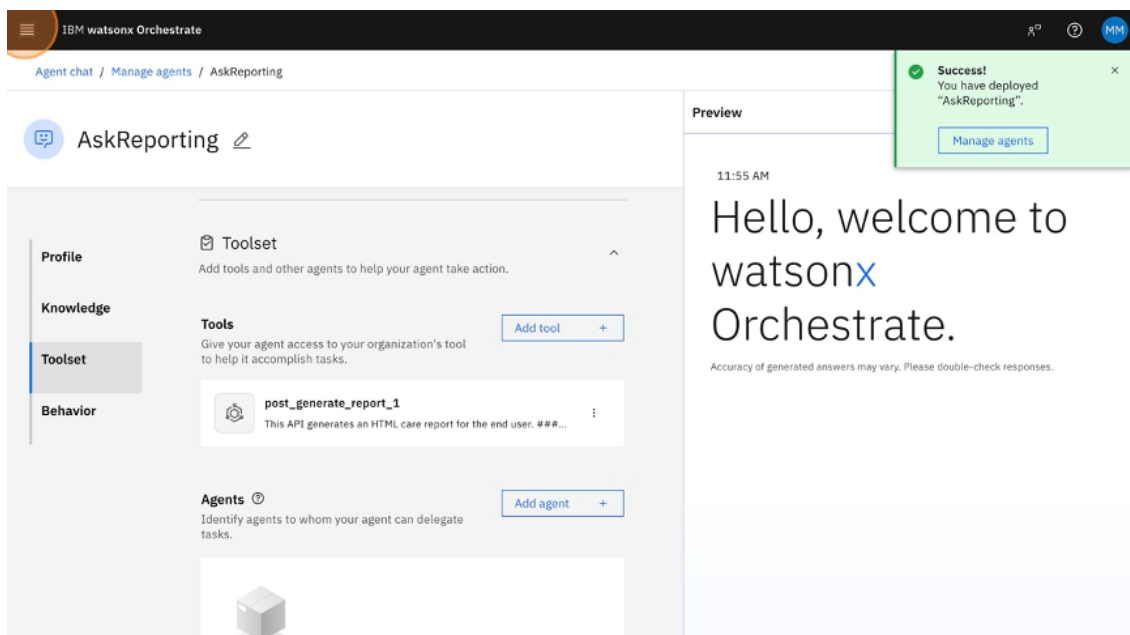 IBM watsonx Orchestrate
MM
Agent chat / Manage agents / AskReporting
Success!
You have deployed
"AskReporting".
Manage agents
AskReporting
Preview
11:55 AM
Hello, welcome to
watsonx
Orchestrate.
Accuracy of generated answers may vary. Please double-check responses.
Profile
Knowledge
Toolset
Behavior
Toolset
Add tools and other agents to help your agent take action.
Tools
Add tool +
Give your agent access to your organization's tool
to help it accomplish tasks.
post_generate_report_1
This API generates an HTML care report for the end user. ###...
Agents
Add agent +
Identify agents to whom your agent can delegate
tasks.